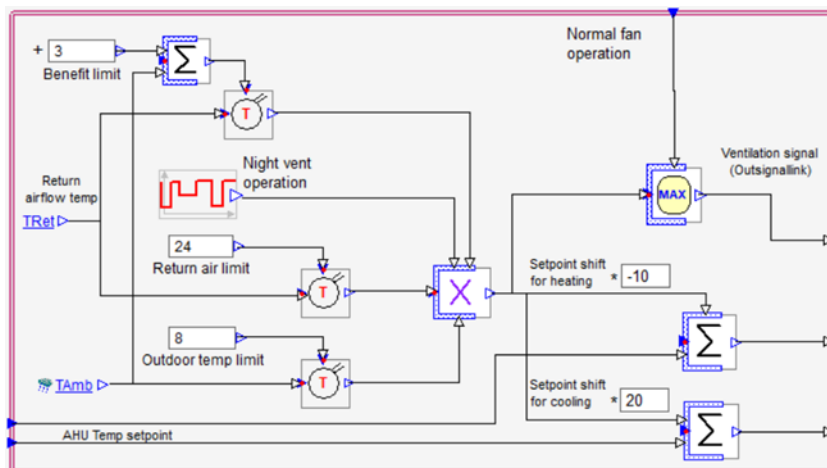 Normal fan
operation
+ 3
Benefit limit
Σ
T
Night vent
operation
Return
airflow temp
TRet
MAX
Ventilation signal
(Outsignallink)
24
Return air limit
T
X
Setpoint shift
for heating * -10
Σ
8
Outdoor temp limit
T
TAmb
Setpoint shift
for cooling * 20
Σ
AHU Temp setpoint